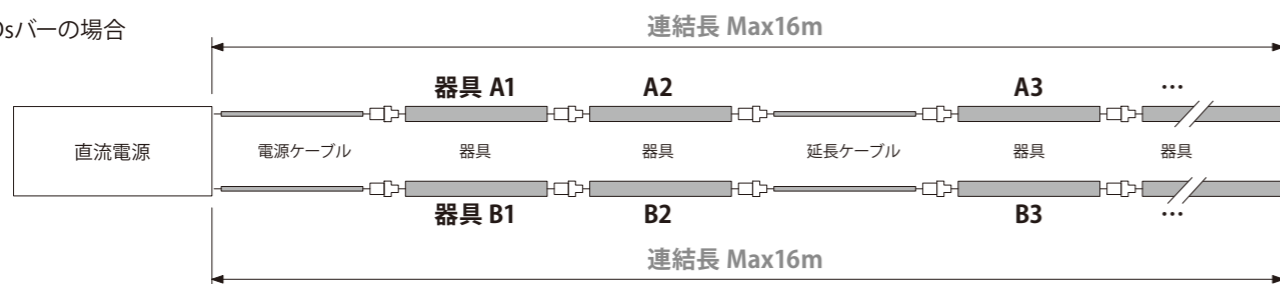 Dsバーの場合
連結長 Max16m
器具 A1 A2 A3 …
直流電源 電源ケーブル 器具 器具 延長ケーブル 器具 器具
器具 B1 B2 B3 …
連結長 Max16m